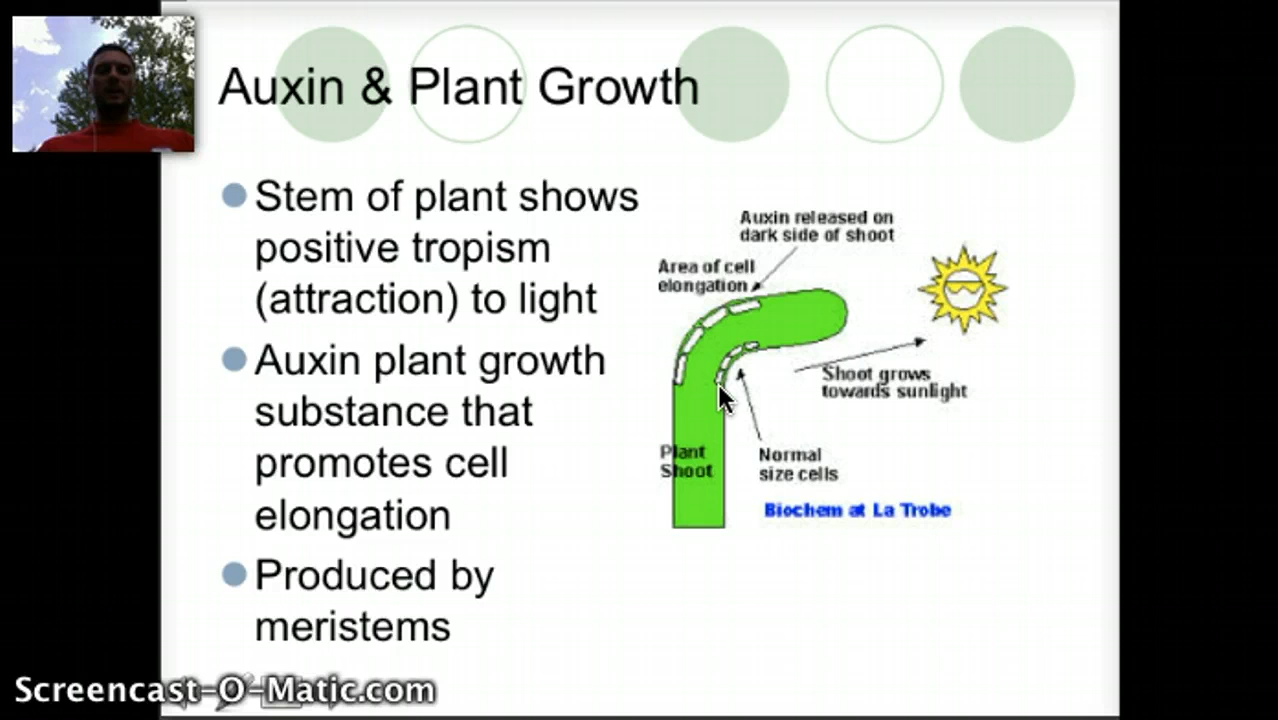 Auxin & Plant Growth
Stem of plant shows
positive tropism
(attraction) to light
Auxin plant growth
substance that
promotes cell
elongation
Produced by
meristems
Auxin released on
dark side of shoot
Area of cell
elongation
Shoot grows
towards sunlight
Plant
Shoot
Normal
size cells
Biochem at La Trobe
Screencast-O-Matic.com